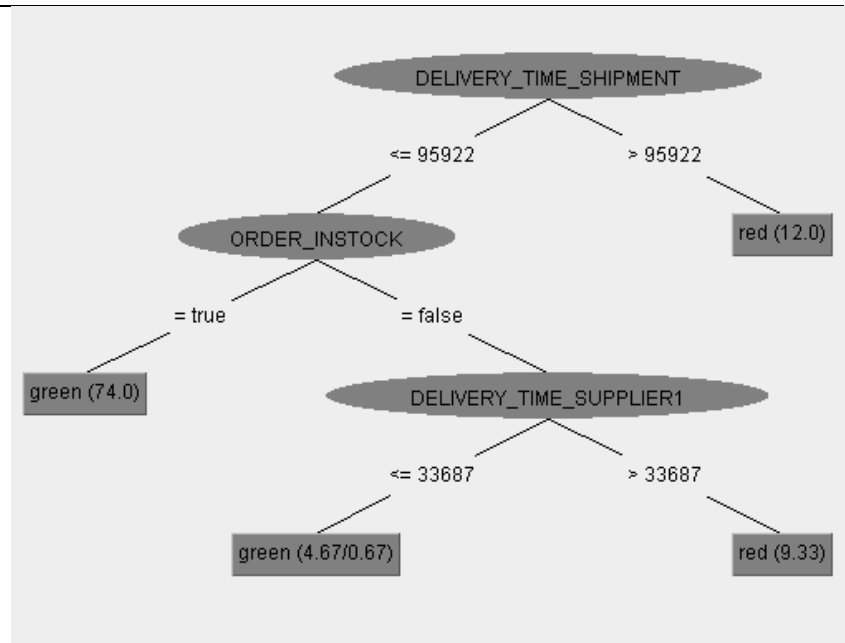 DELIVERY_TIME_SHIPMENT
<= 95922
> 95922
ORDER_INSTOCK
red (12.0)
= true
= false
green (74.0)
DELIVERY_TIME_SUPPLIER1
<= 33687
> 33687
green (4.67/0.67)
red (9.33)